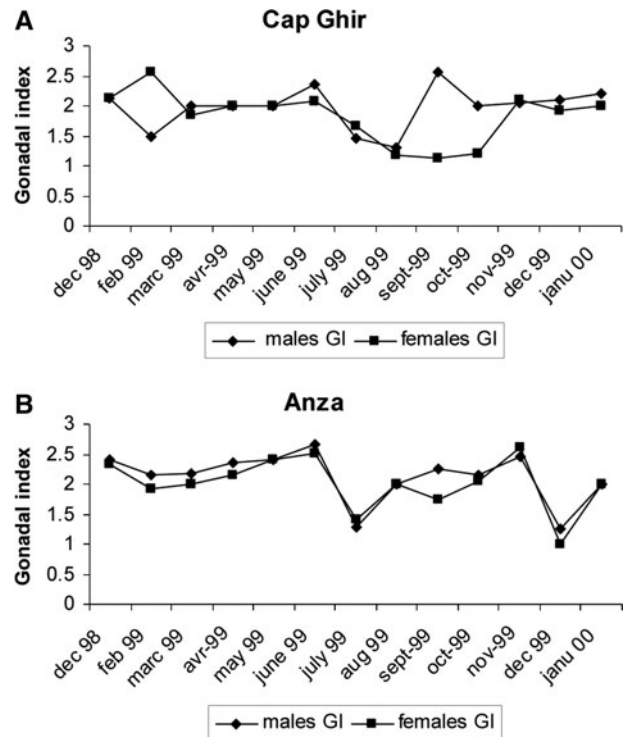 A
Cap Ghir
Gonadal index
3
2.5
2
1.5
1
0.5
0
dec 98
feb 99
marc 99
avr-99
may 99
june 99
july 99
aug 99
sept-99
oct-99
nov-99
dec 99
janu 00
males GI
females GI
B
Anza
Gonadal index
3
2.5
2
1.5
1
0.5
0
dec 98
feb 99
marc 99
avr-99
may 99
june 99
july 99
aug 99
sept-99
oct-99
nov-99
dec 99
janu 00
males GI
females GI